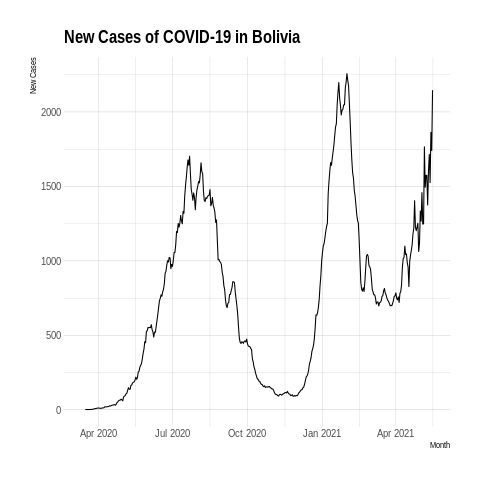 New Cases of COVID-19 in Bolivia
New Cases
2000
1500
1000
500
0
Apr 2020 Jul 2020 Oct 2020 Jan 2021 Apr 2021
Month